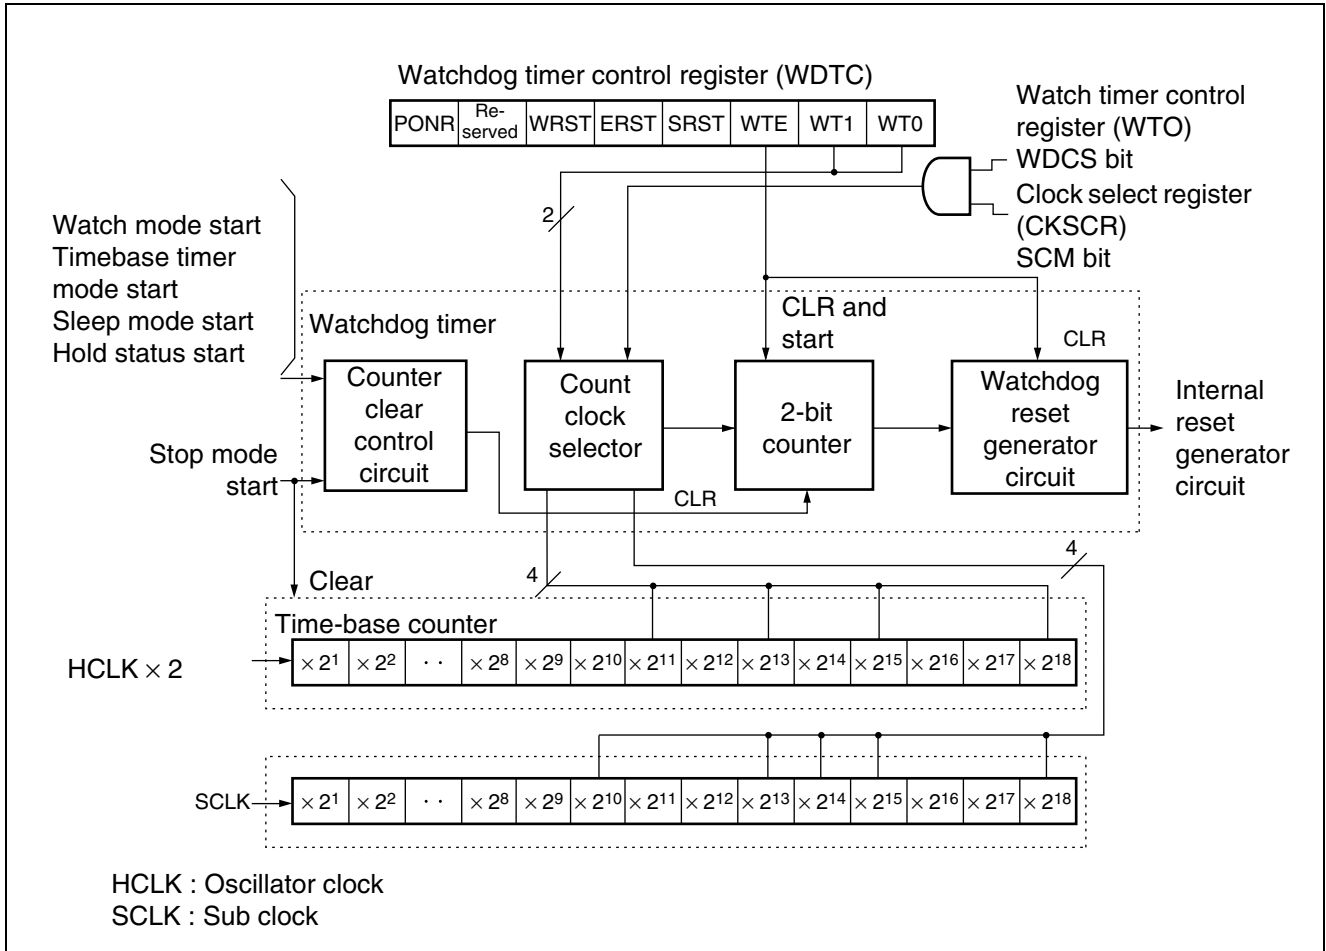 Watchdog timer control register (WDTC)
PONR Re- served WRST ERST SRST WTE WT1 WT0
Watch timer control
register (WTO)
WDCS bit
Clock select register
(CKSCR)
SCM bit
2
Watch mode start
Timebase timer
mode start
Sleep mode start
Hold status start
Watchdog timer
CLR and
start
CLR
Counter
clear
control
circuit
Count
clock
selector
2-bit
counter
Watchdog
reset
generator
circuit
Internal
reset
generator
circuit
Stop mode
start
CLR
4
4
Clear
Time-base counter
HCLK × 2
× 2¹ × 2² ·· × 2⁸ × 2⁹ × 2¹⁰ × 2¹¹ × 2¹² × 2¹³ × 2¹⁴ × 2¹⁵ × 2¹⁶ × 2¹⁷ × 2¹⁸
SCLK
× 2¹ × 2² ·· × 2⁸ × 2⁹ × 2¹⁰ × 2¹¹ × 2¹² × 2¹³ × 2¹⁴ × 2¹⁵ × 2¹⁶ × 2¹⁷ × 2¹⁸
HCLK : Oscillator clock
SCLK : Sub clock